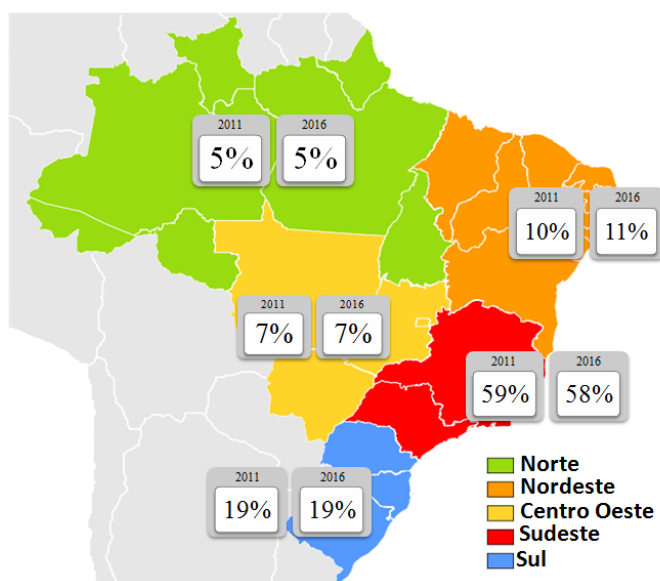 2011 2016
5% 5%
2011 2016
10% 11%
2011 2016
7% 7%
2011 2016
59% 58%
2011 2016
19% 19%
Norte
Nordeste
Centro Oeste
Sudeste
Sul